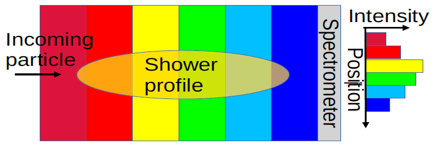 Incoming
particle
Shower
profile
Spectrometer
Intensity
Position